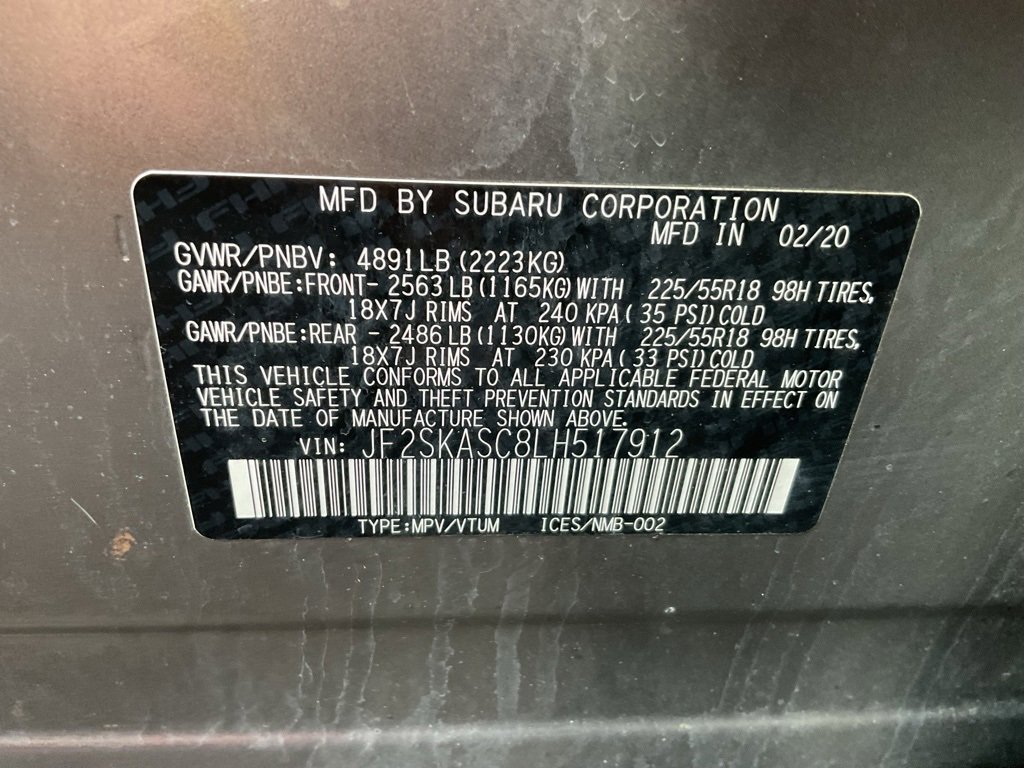 MFD BY SUBARU CORPORATION
MFD IN 02/20
GVWR/PNBV: 4891LB (2223KG)
GAWR/PNBE:FRONT- 2563 LB (1165KG) WITH 225/55R18 98H TIRES,
18X7J RIMS AT 240 KPA ( 35 PSI) COLD
GAWR/PNBE:REAR - 2486 LB (1130KG) WITH 225/55R18 98H TIRES,
18X7J RIMS AT 230 KPA ( 33 PSI) COLD
THIS VEHICLE CONFORMS TO ALL APPLICABLE FEDERAL MOTOR
VEHICLE SAFETY AND THEFT PREVENTION STANDARDS IN EFFECT ON
THE DATE OF MANUFACTURE SHOWN ABOVE.
VIN: JF2SKASC8LH517912
TYPE:MPV/VTUM ICES/NMB-002